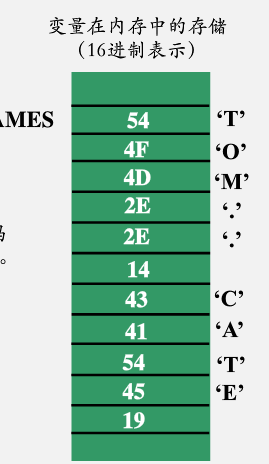 变量在内存中的存储
(16进制表示)
AMES
54 ‘T’
4F ‘O’
4D ‘M’
2E ‘.’
2E ‘.’
14
43 ‘C’
41 ‘A’
54 ‘T’
45 ‘E’
19
码
。